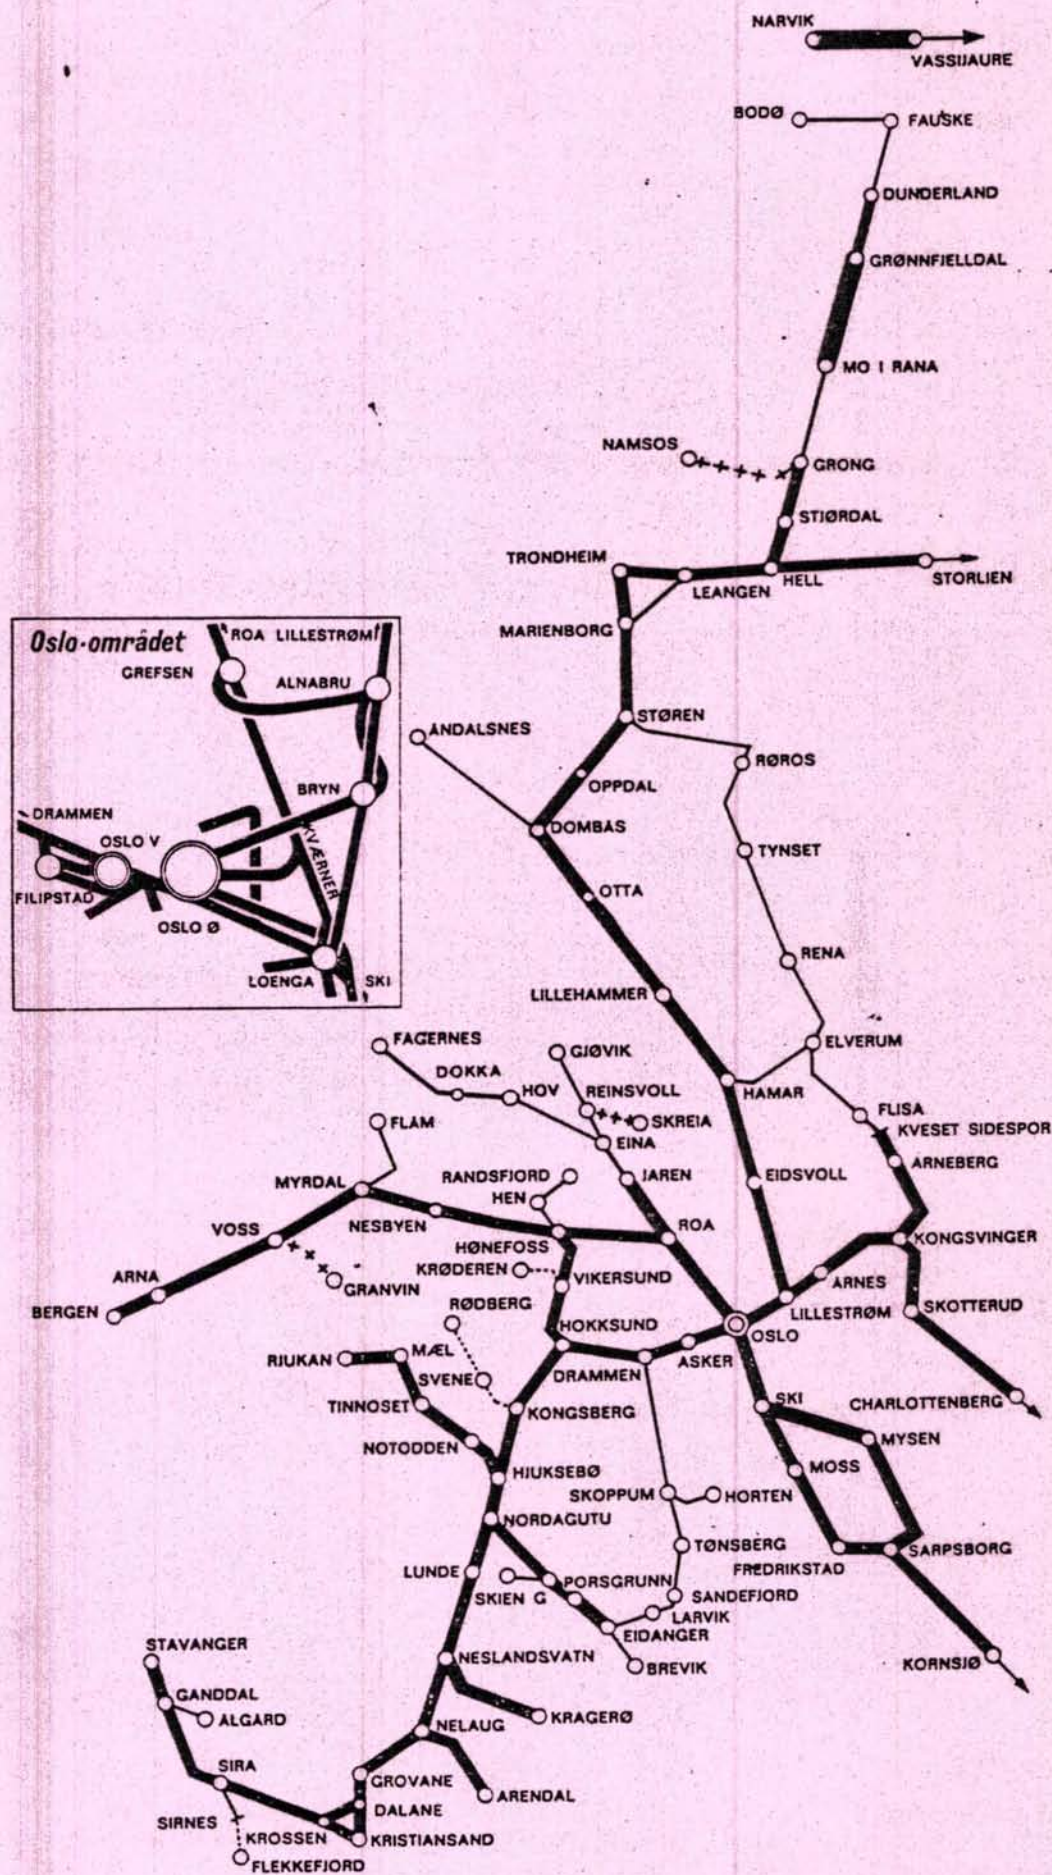 NARVIK
VASSIJAURE
BODØ
FAUSKE
DUNDERLAND
GRØNNFJELLDAL
MO I RANA
NAMSOS
GRONG
STJØRDAL
TRONDHEIM
HELL
STORLIEN
LEANGEN
MARIENBORG
Oslo-området
ROA LILLESTRØM
GREFSEN
ALNABRU
BRYN
DRAMMEN
OSLO V
KVÆRNER
FILIPSTAD
OSLO Ø
LOENGA
SKI
STØREN
ÅNDALSNES
RØROS
OPPDAL
DOMBÅS
TYNSET
OTTA
RENA
LILLEHAMMER
ELVERUM
FAGERNES
GJØVIK
DOKKA
HOV
REINSVOLL
HAMAR
SKREIA
FLISA
KVESET SIDESPOR
FLÅM
EINA
ARNEBERG
RANDSFJORD
JAREN
EIDSVOLL
MYRDAL
HEN
VOSS
NESBYEN
ROA
HØNEFOSS
KONGSVINGER
KRØDEREN
VIKERSUND
ARNA
GRANVIN
ÅRNES
BERGEN
RØDBERG
LILLESTRØM
SKOTTERUD
HOKKSUND
OSLO
RJUKAN
MÆL
ASKER
DRAMMEN
SVENE
TINNOSET
KONGSBERG
SKI
CHARLOTTENBERG
NOTODDEN
MYSEN
MOSS
HJUKSEBØ
SKOPPUM
HORTEN
NORDAGUTU
TØNSBERG
SARPSBORG
FREDRIKSTAD
LUNDE
PORSGRUNN
SKIEN G
SANDEFJORD
LARVIK
EIDANGER
STAVANGER
NESLANDSVATN
BREVIK
KORNSJØ
GANDDAL
ÅLGÅRD
KRAGERØ
NELAUG
SIRA
GROVANE
ARENDAL
DALANE
SIRNES
KROSSEN
KRISTIANSAND
FLEKKEFJORD